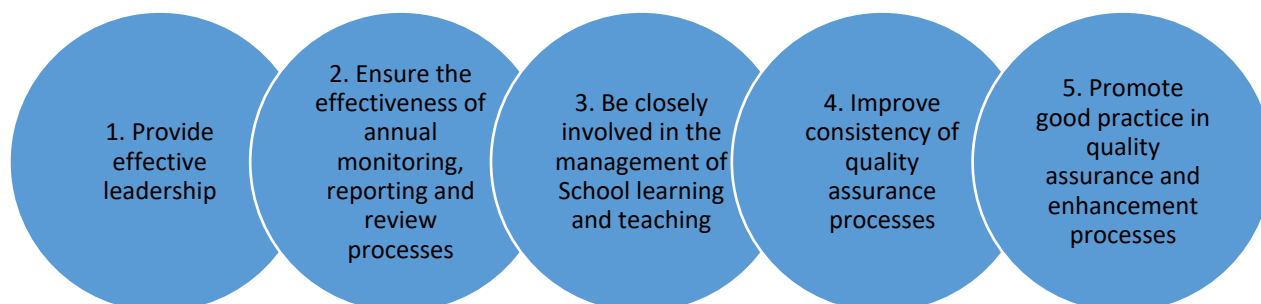 1. Provide
effective
leadership
2. Ensure the
effectiveness of
annual
monitoring,
reporting and
review
processes
3. Be closely
involved in the
management of
School learning
and teaching
4. Improve
consistency of
quality
assurance
processes
5. Promote
good practice in
quality
assurance and
enhancement
processes